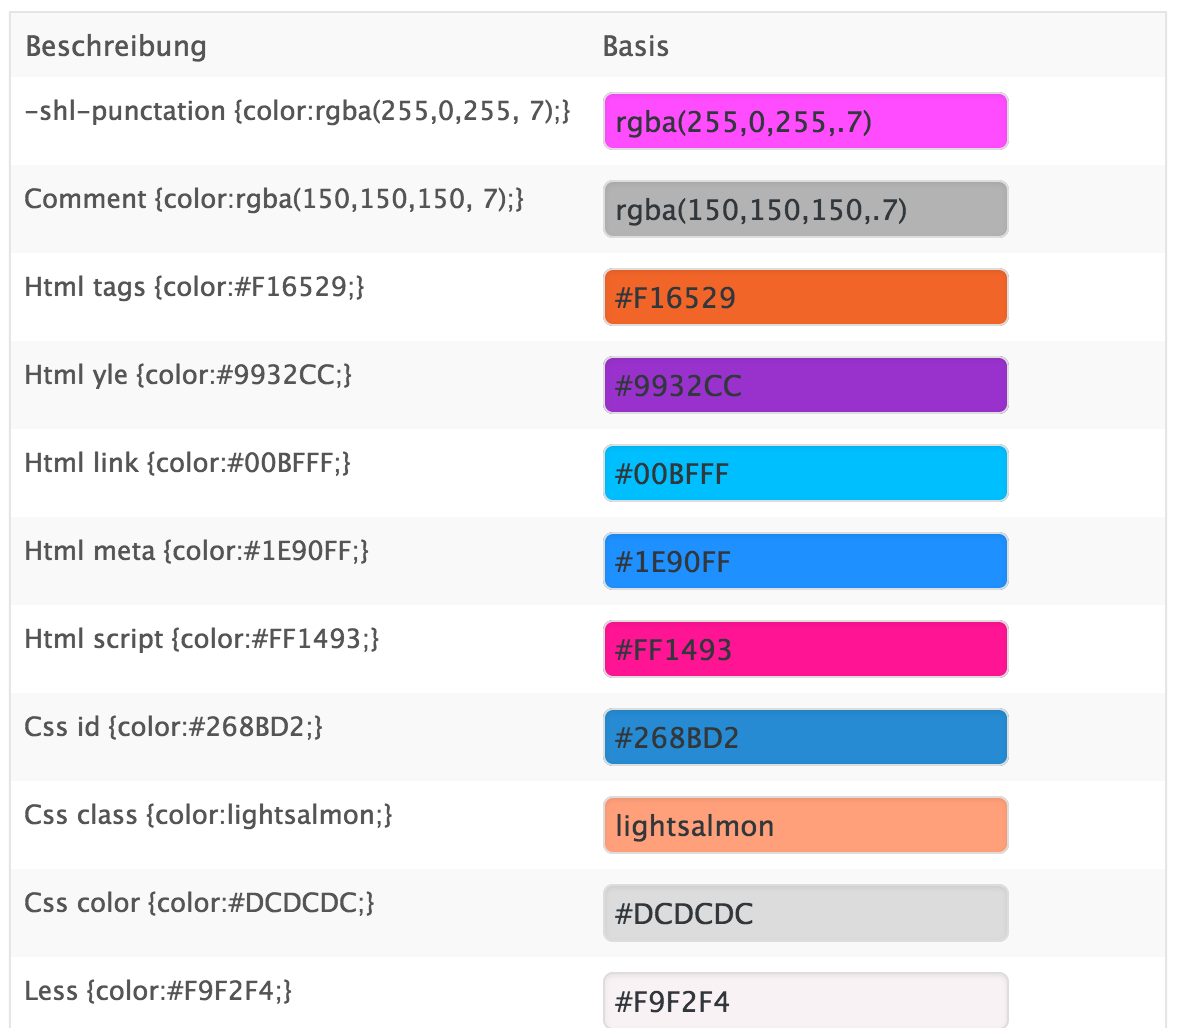 Beschreibung Basis
-shl-punctation {color:rgba(255,0,255, 7);} rgba(255,0,255,.7)
Comment {color:rgba(150,150,150, 7);} rgba(150,150,150,.7)
Html tags {color:#F16529;} #F16529
Html yle {color:#9932CC;} #9932CC
Html link {color:#00BFFF;} #00BFFF
Html meta {color:#1E90FF;} #1E90FF
Html script {color:#FF1493;} #FF1493
Css id {color:#268BD2;} #268BD2
Css class {color:lightsalmon;} lightsalmon
Css color {color:#DCDCDC;} #DCDCDC
Less {color:#F9F2F4;} #F9F2F4